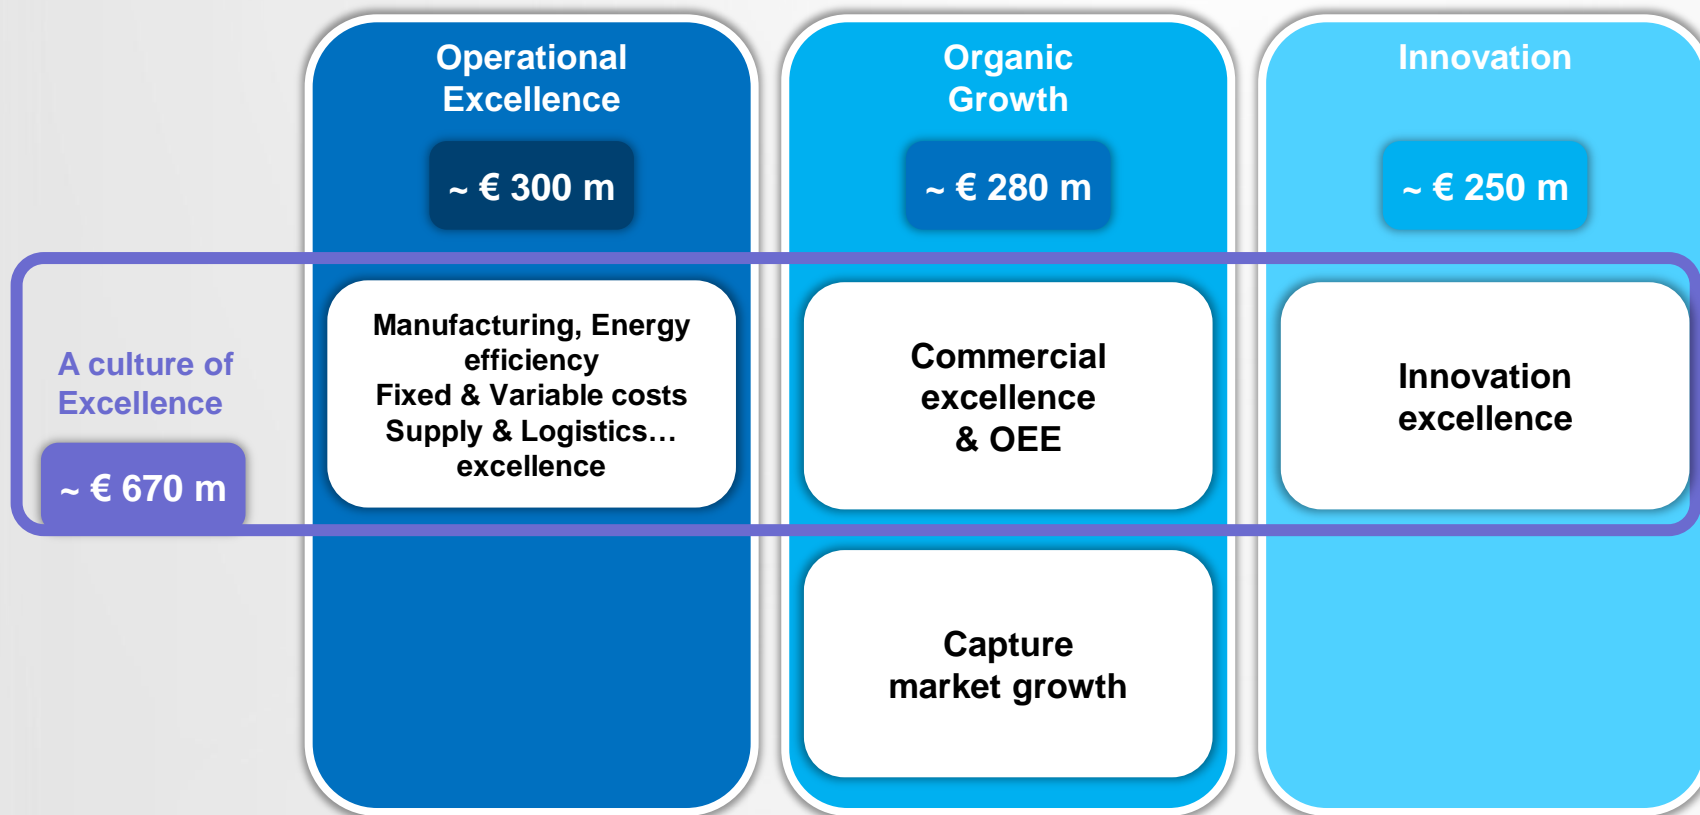 Operational
Excellence
~ € 300 m
Organic
Growth
~ € 280 m
Innovation
~ € 250 m
A culture of
Excellence
~ € 670 m
Manufacturing, Energy
efficiency
Fixed & Variable costs
Supply & Logistics…
excellence
Commercial
excellence
& OEE
Innovation
excellence
Capture
market growth